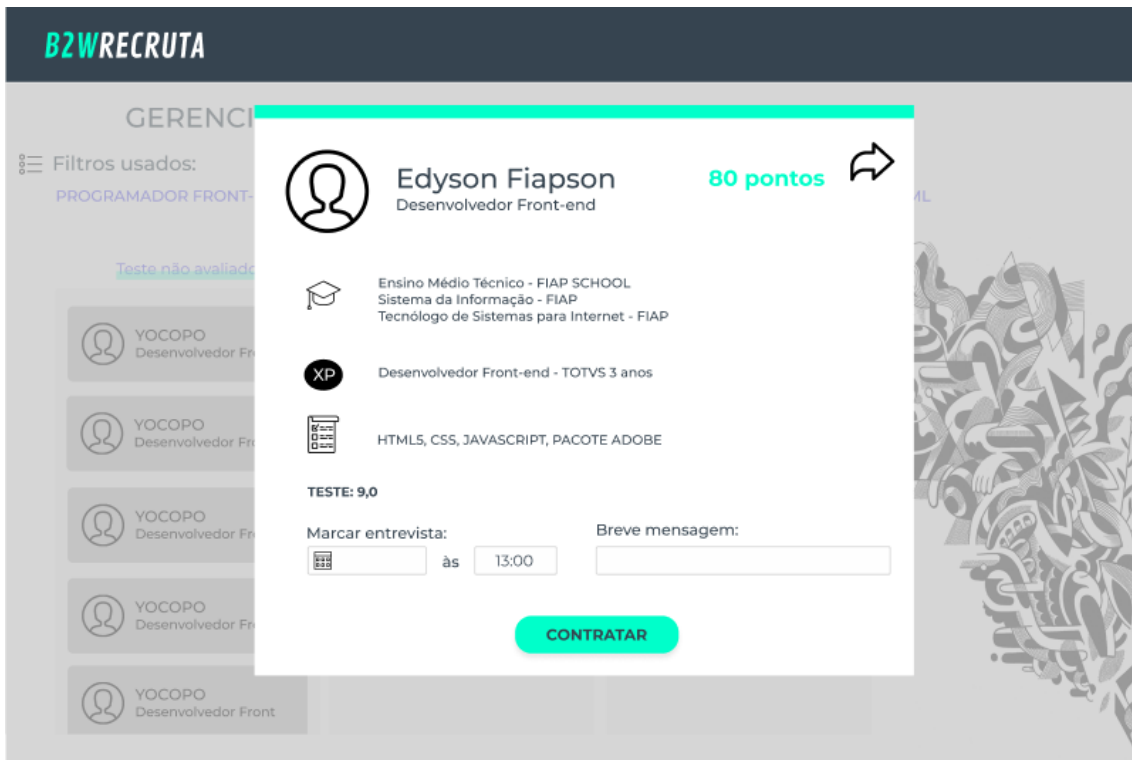 B2WRECRUTA
GERENCI
Filtros usados:
PROGRAMADOR FRONT-
ML
Teste não avaliado
YOCOPO
Desenvolvedor Fr
YOCOPO
Desenvolvedor Fr
YOCOPO
Desenvolvedor Fr
YOCOPO
Desenvolvedor Fr
YOCOPO
Desenvolvedor Front
Edyson Fiapson
80 pontos
Desenvolvedor Front-end
Ensino Médio Técnico - FIAP SCHOOL
Sistema da Informação - FIAP
Tecnólogo de Sistemas para Internet - FIAP
XP
Desenvolvedor Front-end - TOTVS 3 anos
HTML5, CSS, JAVASCRIPT, PACOTE ADOBE
TESTE: 9,0
Marcar entrevista:
às
13:00
Breve mensagem:
CONTRATAR